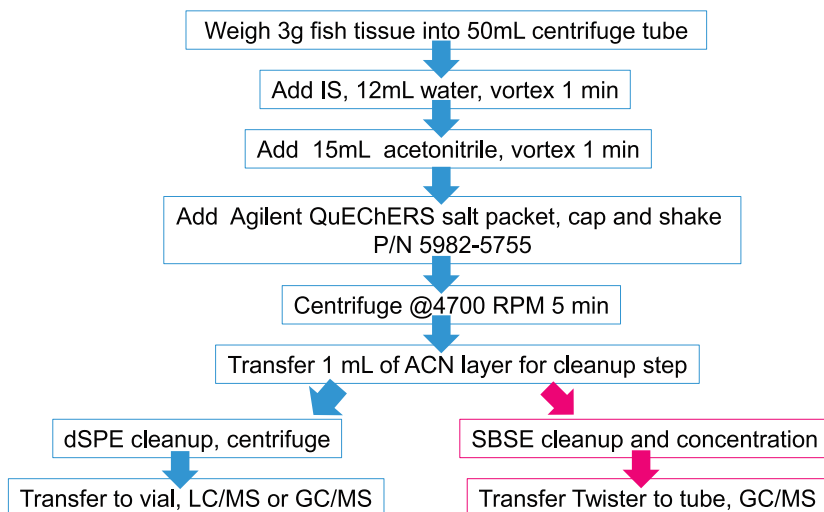 Weigh 3g fish tissue into 50mL centrifuge tube
Add IS, 12mL water, vortex 1 min
Add 15mL acetonitrile, vortex 1 min
Add Agilent QuEChERS salt packet, cap and shake
P/N 5982-5755
Centrifuge @4700 RPM 5 min
Transfer 1 mL of ACN layer for cleanup step
dSPE cleanup, centrifuge
SBSE cleanup and concentration
Transfer to vial, LC/MS or GC/MS
Transfer Twister to tube, GC/MS